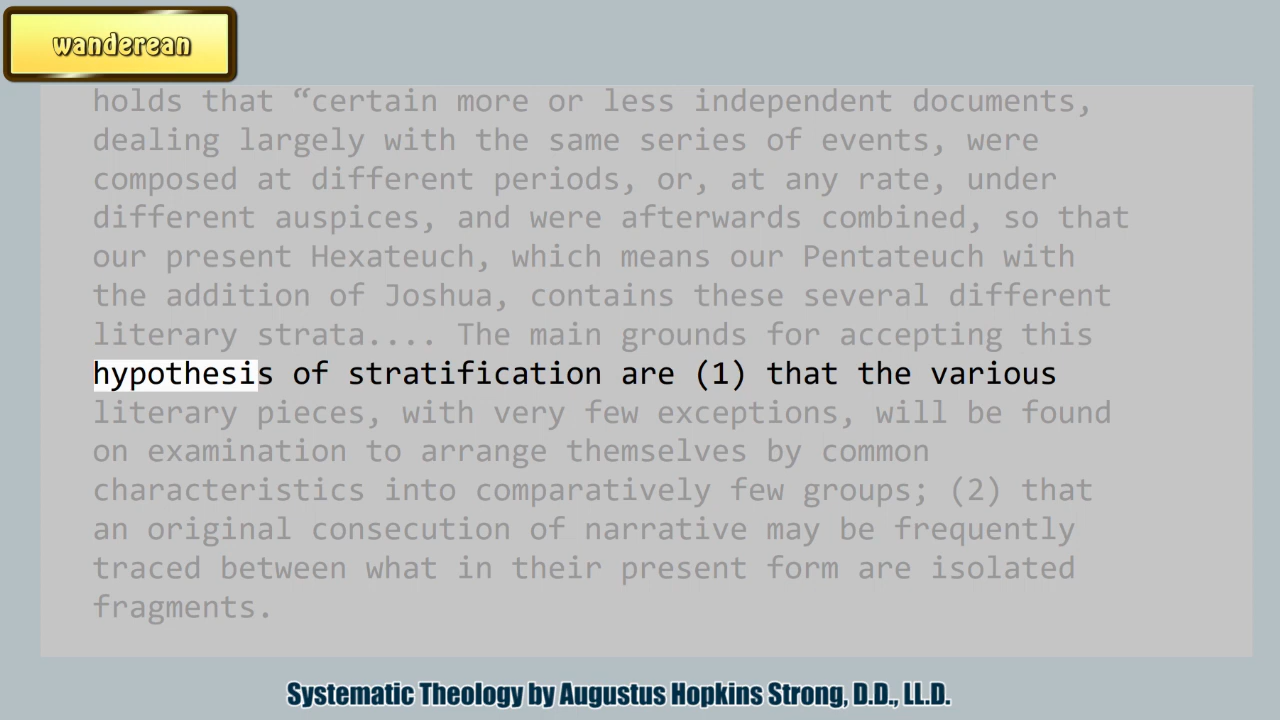 wanderean
holds that “certain more or less independent documents,
dealing largely with the same series of events, were
composed at different periods, or, at any rate, under
different auspices, and were afterwards combined, so that
our present Hexateuch, which means our Pentateuch with
the addition of Joshua, contains these several different
literary strata.... The main grounds for accepting this
hypothesis of stratification are (1) that the various
literary pieces, with very few exceptions, will be found
on examination to arrange themselves by common
characteristics into comparatively few groups; (2) that
an original consecution of narrative may be frequently
traced between what in their present form are isolated
fragments.
Systematic Theology by Augustus Hopkins Strong, D.D., LL.D.